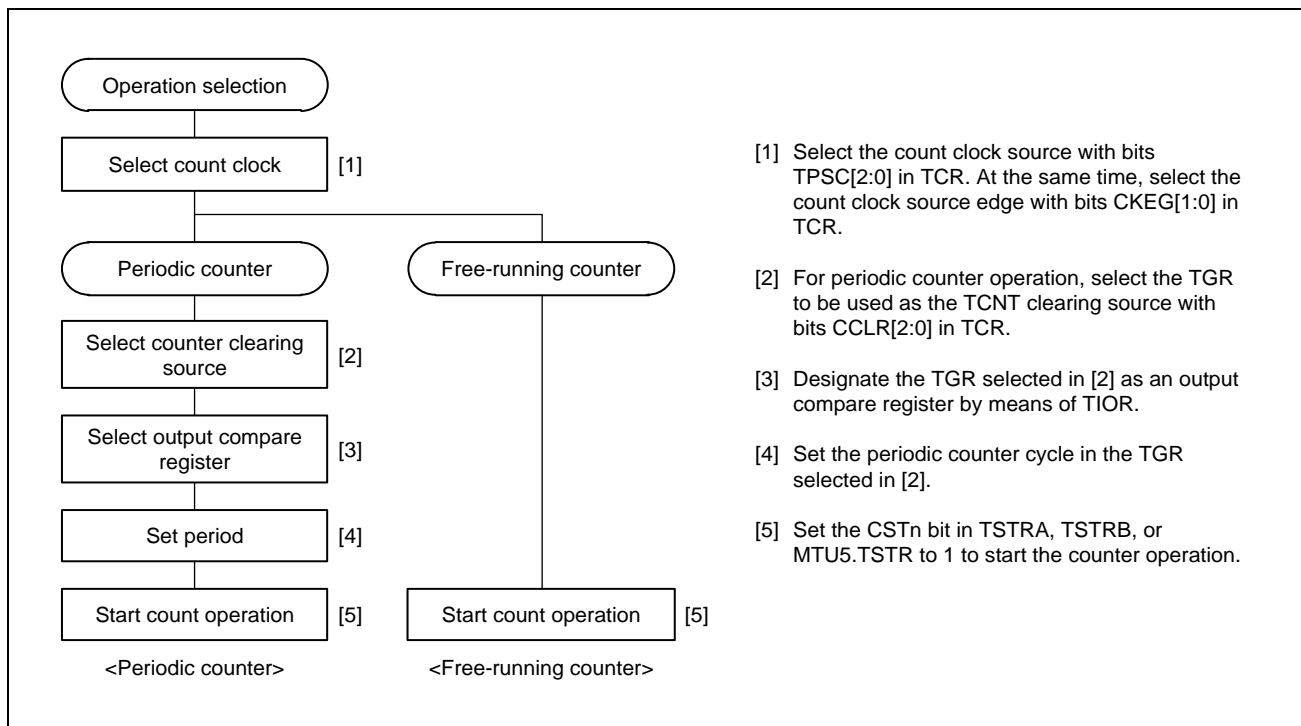 Operation selection
Select count clock [1]
Periodic counter
Free-running counter
Select counter clearing
source
[2]
Select output compare
register
[3]
Set period [4]
Start count operation [5]
Start count operation [5]
<Periodic counter>
<Free-running counter>
[1] Select the count clock source with bits
TPSC[2:0] in TCR. At the same time, select the
count clock source edge with bits CKEG[1:0] in
TCR.
[2] For periodic counter operation, select the TGR
to be used as the TCNT clearing source with
bits CCLR[2:0] in TCR.
[3] Designate the TGR selected in [2] as an output
compare register by means of TIOR.
[4] Set the periodic counter cycle in the TGR
selected in [2].
[5] Set the CSTn bit in TSTRA, TSTRB, or
MTU5.TSTR to 1 to start the counter operation.